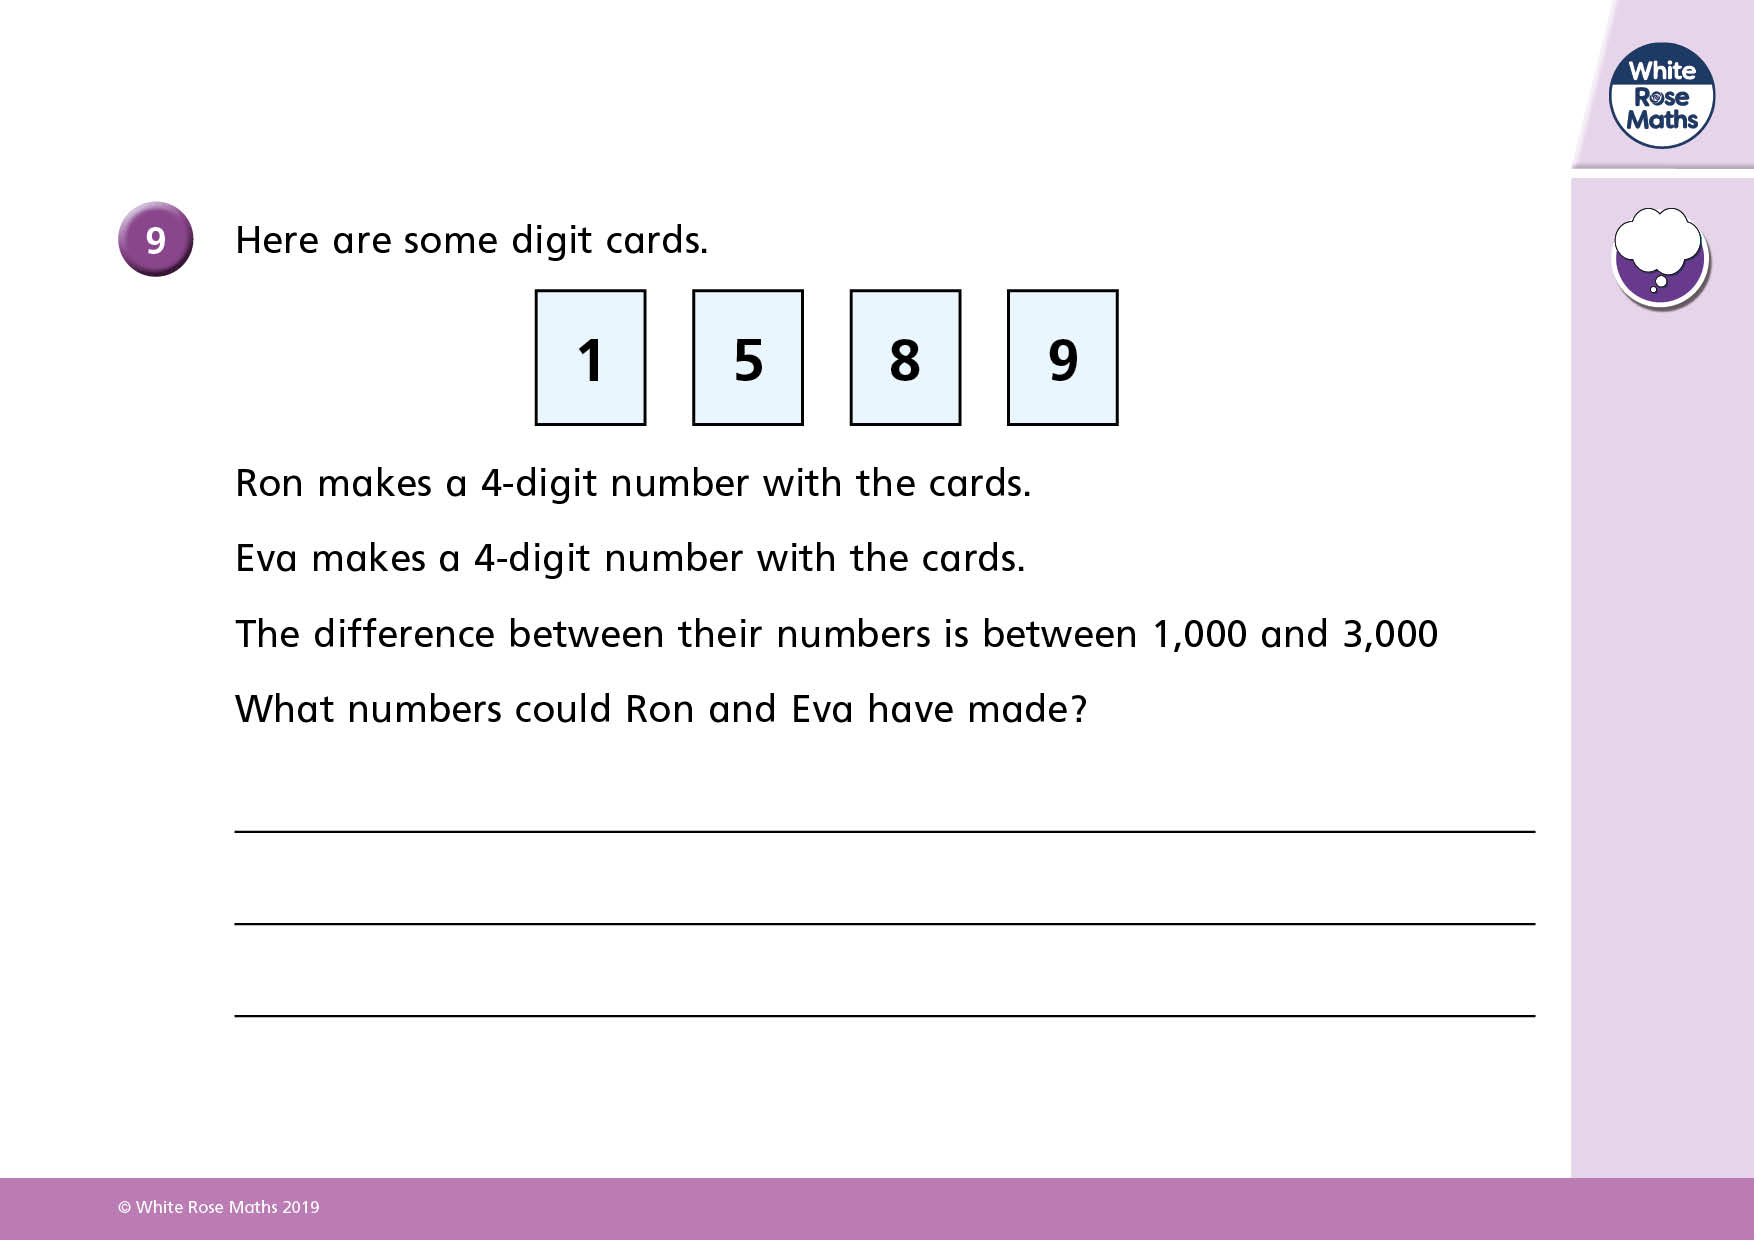 White
Rose
Maths
9
Here are some digit cards.
1 5 8 9
Ron makes a 4-digit number with the cards.
Eva makes a 4-digit number with the cards.
The difference between their numbers is between 1,000 and 3,000
What numbers could Ron and Eva have made?
© White Rose Maths 2019